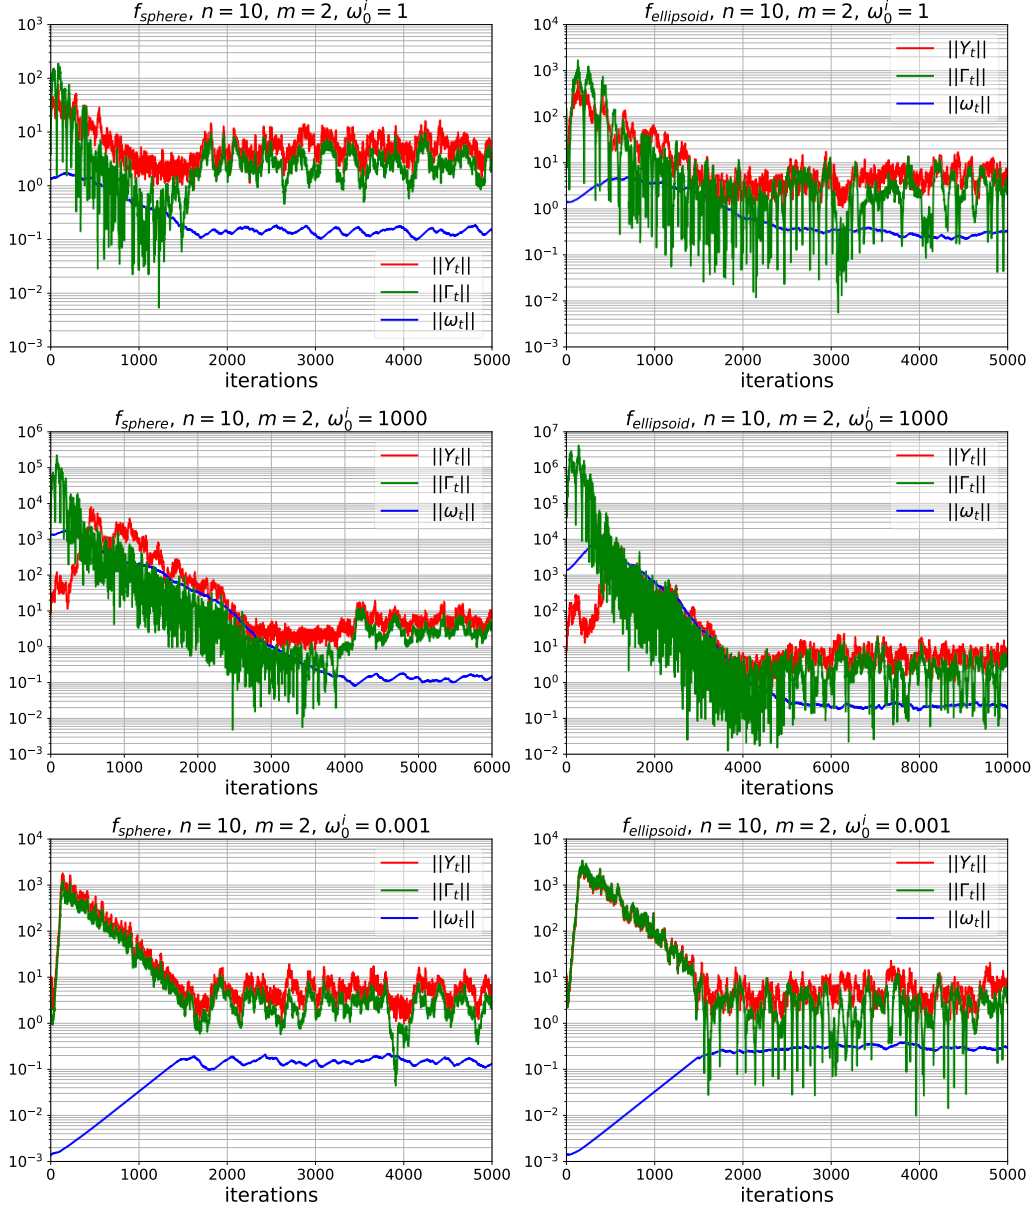 f_sphere, n = 10, m = 2, ω_0^i = 1
10^3
10^2
10^1
10^0
10^−1
10^−2
10^−3
||Y_t||
||Γ_t||
||ω_t||
0 1000 2000 3000 4000 5000
iterations
f_ellipsoid, n = 10, m = 2, ω_0^i = 1
10^4
10^3
10^2
10^1
10^0
10^−1
10^−2
10^−3
||Y_t||
||Γ_t||
||ω_t||
0 1000 2000 3000 4000 5000
iterations
f_sphere, n = 10, m = 2, ω_0^i = 1000
10^6
10^5
10^4
10^3
10^2
10^1
10^0
10^−1
10^−2
10^−3
||Y_t||
||Γ_t||
||ω_t||
0 1000 2000 3000 4000 5000 6000
iterations
f_ellipsoid, n = 10, m = 2, ω_0^i = 1000
10^7
10^6
10^5
10^4
10^3
10^2
10^1
10^0
10^−1
10^−2
||Y_t||
||Γ_t||
||ω_t||
0 2000 4000 6000 8000 10000
iterations
f_sphere, n = 10, m = 2, ω_0^i = 0.001
10^4
10^3
10^2
10^1
10^0
10^−1
10^−2
10^−3
||Y_t||
||Γ_t||
||ω_t||
0 1000 2000 3000 4000 5000
iterations
f_ellipsoid, n = 10, m = 2, ω_0^i = 0.001
10^4
10^3
10^2
10^1
10^0
10^−1
10^−2
10^−3
||Y_t||
||Γ_t||
||ω_t||
0 1000 2000 3000 4000 5000
iterations